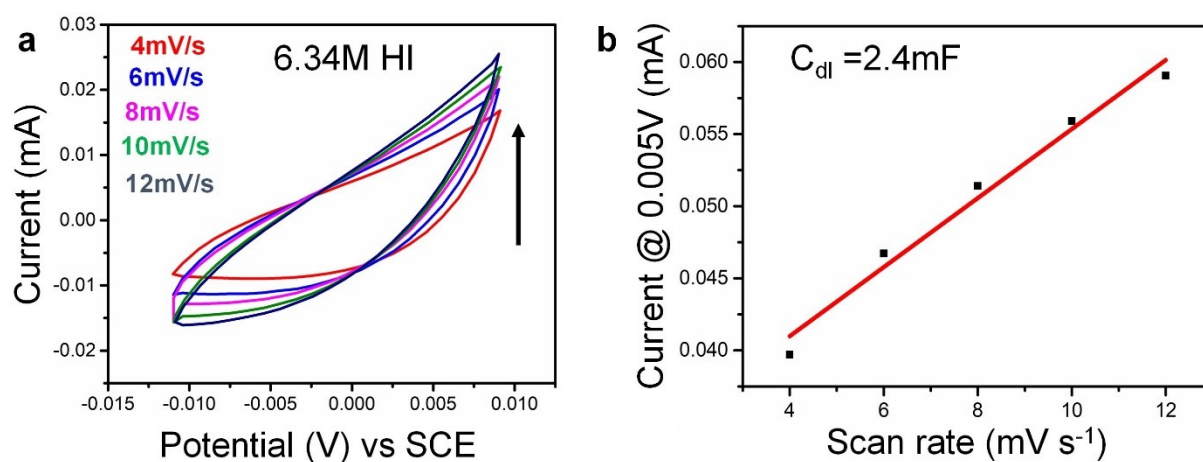 a
4mV/s
6mV/s
8mV/s
10mV/s
12mV/s
6.34M HI
Current (mA)
0.03
0.02
0.01
0.00
-0.01
-0.02
-0.015
-0.010
-0.005
0.000
0.005
0.010
Potential (V) vs SCE
b
C_dl =2.4mF
Current @ 0.005V (mA)
0.060
0.055
0.050
0.045
0.040
4
6
8
10
12
Scan rate (mV s⁻¹)